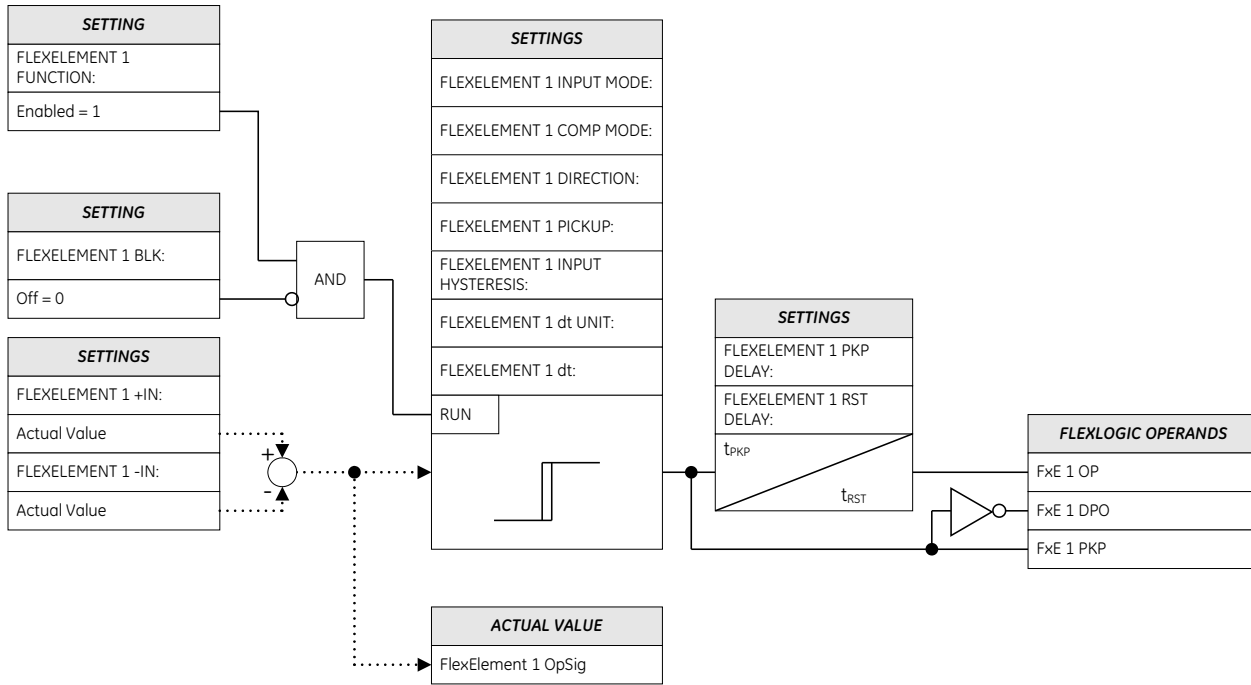 SETTING
FLEXELEMENT 1
FUNCTION:
Enabled = 1
SETTING
FLEXELEMENT 1 BLK:
Off = 0
SETTINGS
FLEXELEMENT 1 +IN:
Actual Value
FLEXELEMENT 1 -IN:
Actual Value
+
-
AND
SETTINGS
FLEXELEMENT 1 INPUT MODE:
FLEXELEMENT 1 COMP MODE:
FLEXELEMENT 1 DIRECTION:
FLEXELEMENT 1 PICKUP:
FLEXELEMENT 1 INPUT
HYSTERESIS:
FLEXELEMENT 1 dt UNIT:
FLEXELEMENT 1 dt:
RUN
ACTUAL VALUE
FlexElement 1 OpSig
SETTINGS
FLEXELEMENT 1 PKP
DELAY:
FLEXELEMENT 1 RST
DELAY:
tPKP
tRST
FLEXLOGIC OPERANDS
FxE 1 OP
FxE 1 DPO
FxE 1 PKP